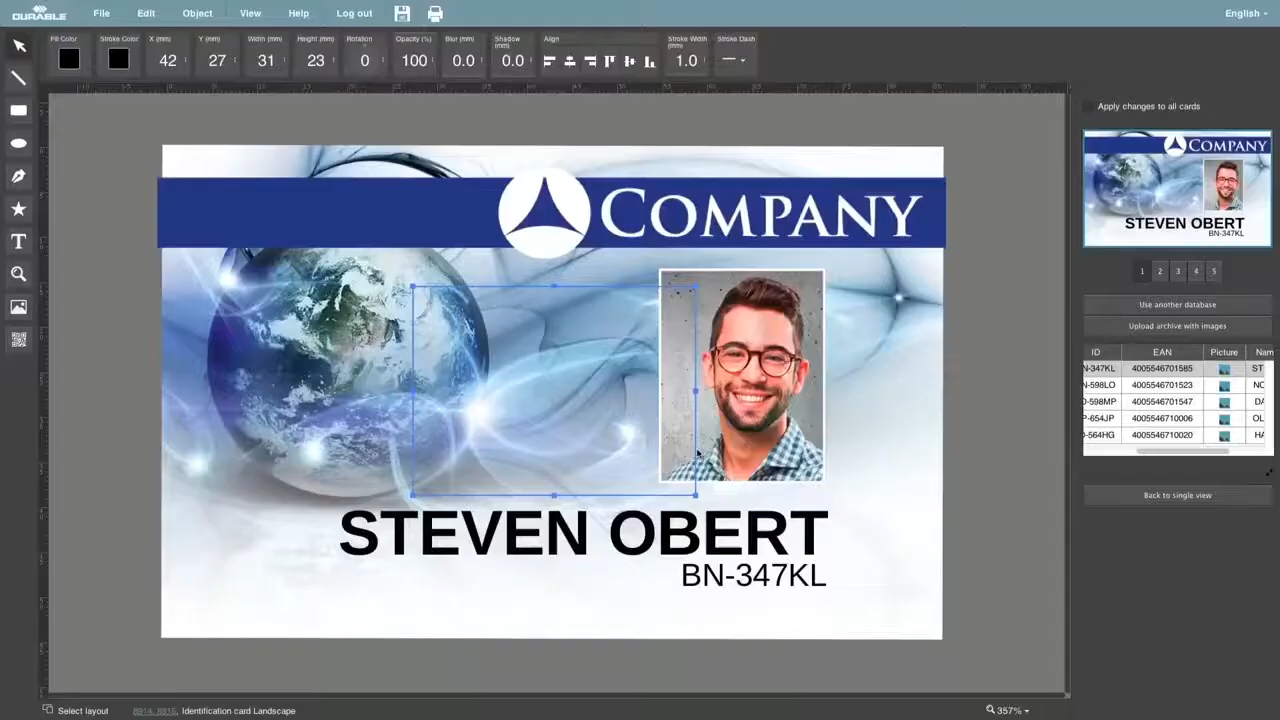 DURABLE File Edit Object View Help Log out English
Fill Color Stroke Color X (mm) Y (mm) Width (mm) Height (mm) Rotation Opacity (%) Blur (mm) Shadow (mm) Align Stroke Width (mm) Stroke Dash
42 27 31 23 0 100 0.0 0.0 1.0
Apply changes to all cards
COMPANY
STEVEN OBERT
BN-347KL
COMPANY
STEVEN OBERT
BN-347KL
1 2 3 4 5
Use another database
Upload archive with images
ID EAN Picture Nam
N-347KL 4005546701585 ST
N-598LO 4005546701523 NO
O-598MP 4005546701547 DA
P-654JP 4005546710006 OL
O-564HG 4005546710020 HA
Back to single view
Select layout 8914, 8915, Identification card Landscape 357%